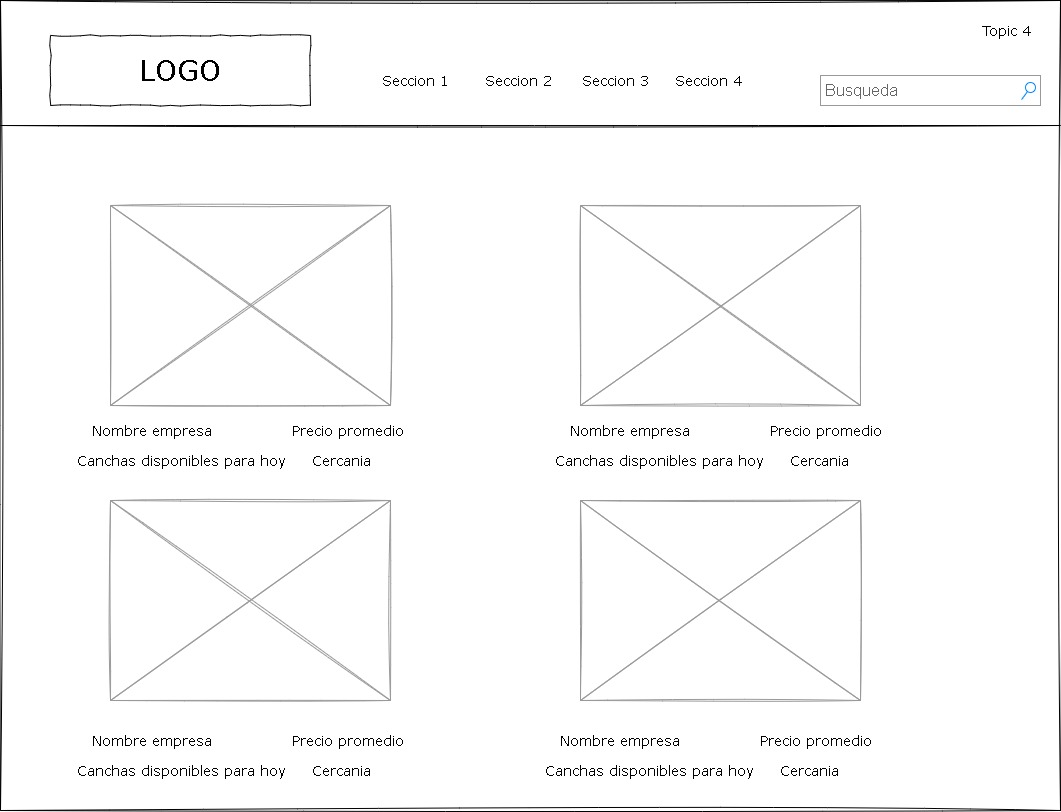 Topic 4
LOGO
Seccion 1 Seccion 2 Seccion 3 Seccion 4
Busqueda
Nombre empresa Precio promedio
Canchas disponibles para hoy Cercania
Nombre empresa Precio promedio
Canchas disponibles para hoy Cercania
Nombre empresa Precio promedio
Canchas disponibles para hoy Cercania
Nombre empresa Precio promedio
Canchas disponibles para hoy Cercania